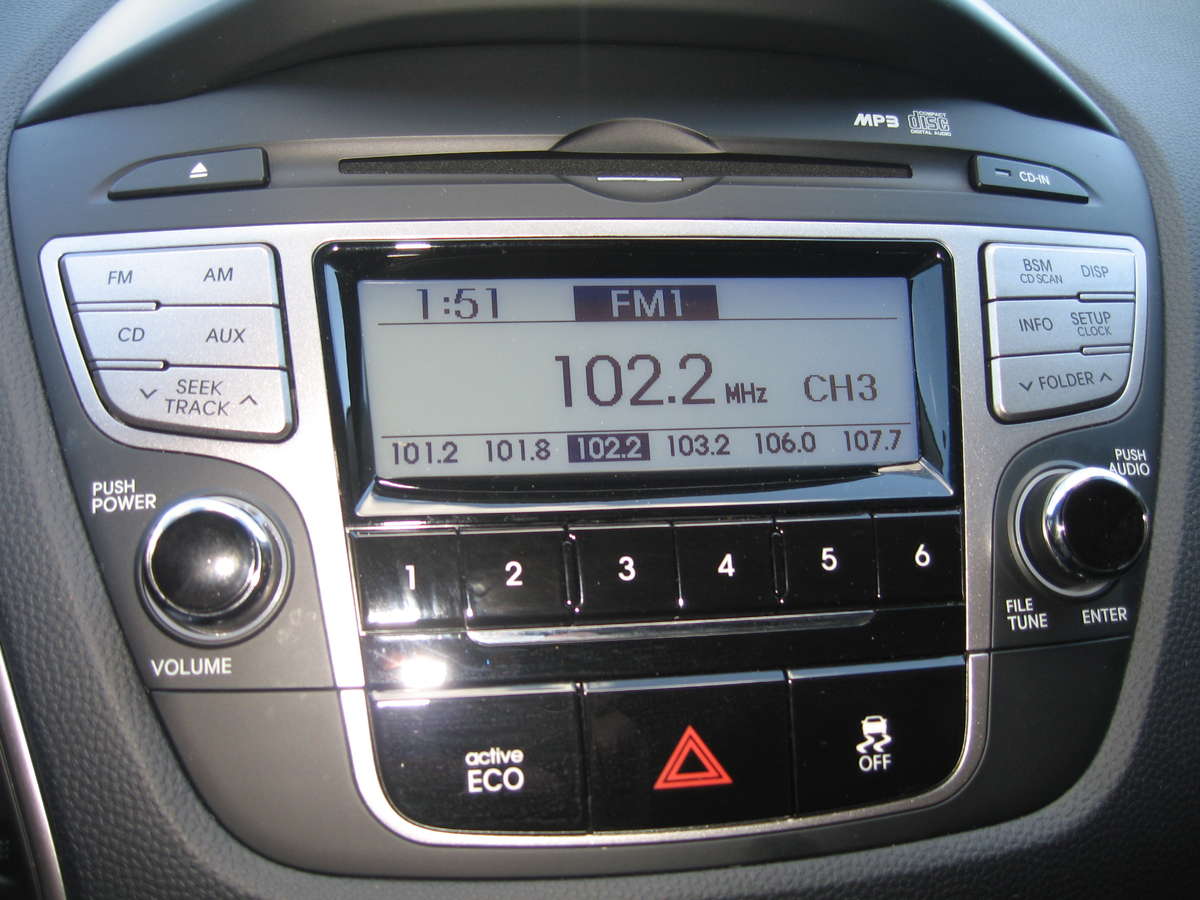 MP3
COMPACT
disc
DIGITAL AUDIO
CD-IN
FM AM
CD AUX
SEEK
TRACK
1:51 FM1
102.2 MHz CH3
101.2 101.8 102.2 103.2 106.0 107.7
BSM DISP
CD SCAN
INFO SETUP
CLOCK
FOLDER
PUSH
POWER
VOLUME
PUSH
AUDIO
1 2 3 4 5 6
FILE
TUNE ENTER
active
ECO
OFF